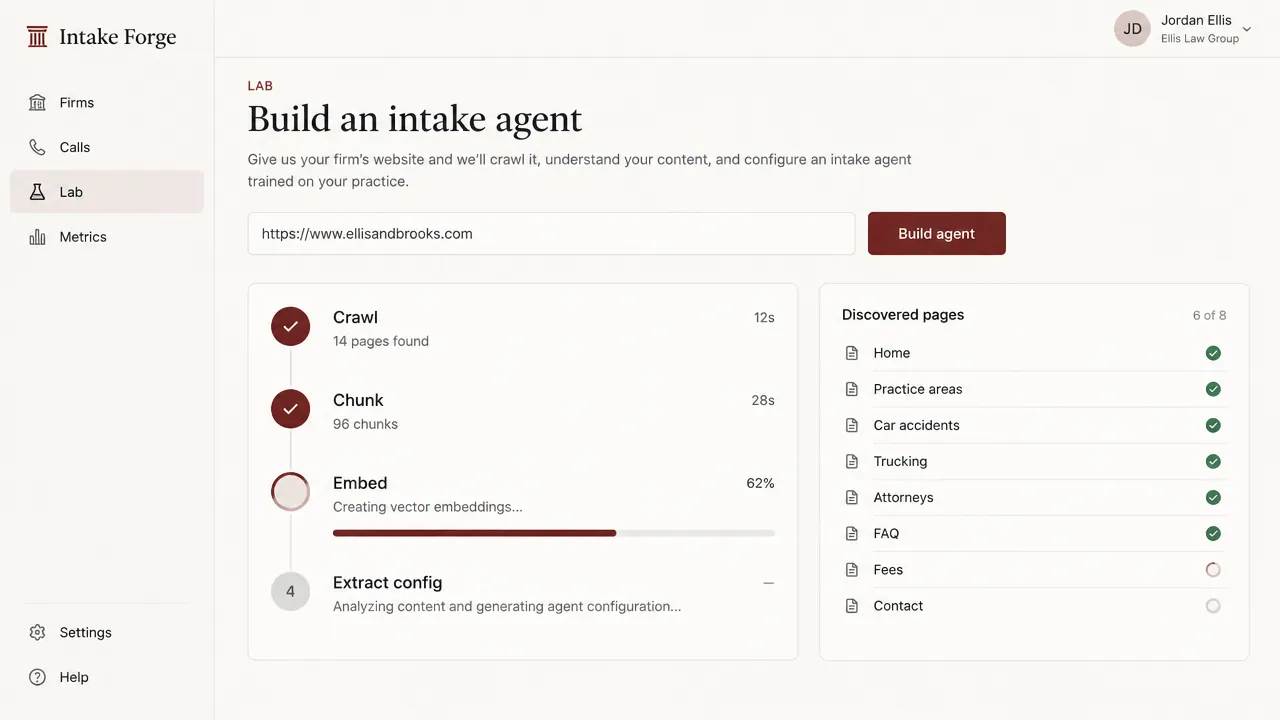 Intake Forge
Firms
Calls
Lab
Metrics
Settings
Help
JD
Jordan Ellis
Ellis Law Group
LAB
Build an intake agent
Give us your firm's website and we'll crawl it, understand your content, and configure an intake agent
trained on your practice.
https://www.ellisandbrooks.com
Build agent
Crawl
12s
14 pages found
Chunk
28s
96 chunks
Embed
62%
Creating vector embeddings...
4
Extract config
—
Analyzing content and generating agent configuration...
Discovered pages
6 of 8
Home
Practice areas
Car accidents
Trucking
Attorneys
FAQ
Fees
Contact